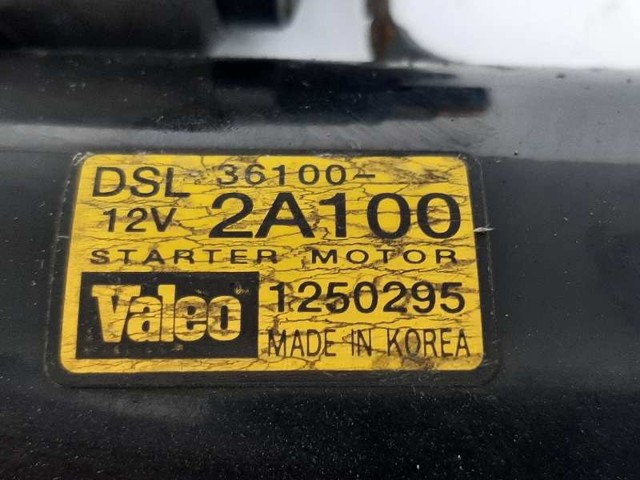 DSL 36100-
12V 2A100
STARTER MOTOR
Valeo 1250295
MADE IN KOREA